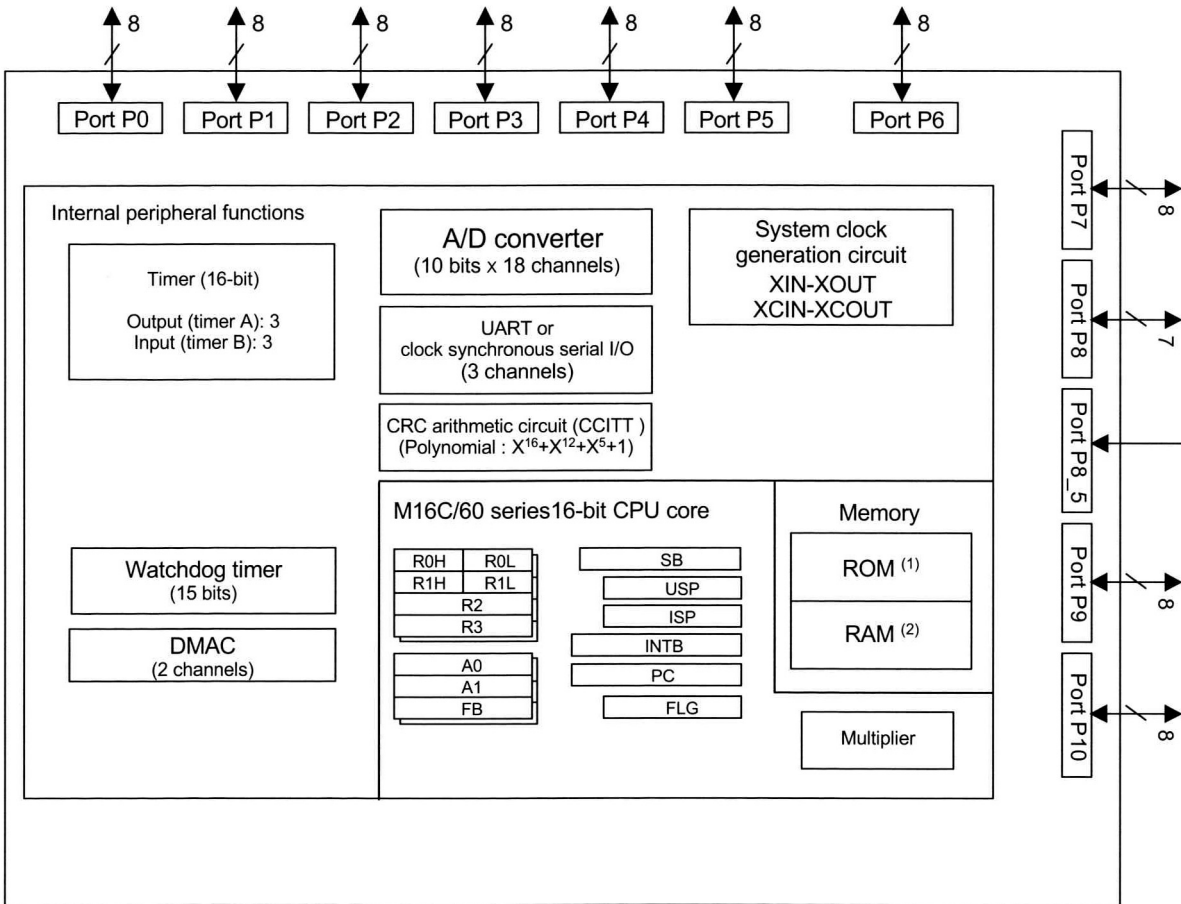 8 8 8 8 8 8 8
Port P0 Port P1 Port P2 Port P3 Port P4 Port P5 Port P6
Port P7
8
Port P8
7
Port P8_5
Port P9
8
Port P10
8
Internal peripheral functions
Timer (16-bit)
Output (timer A): 3
Input (timer B): 3
A/D converter
(10 bits x 18 channels)
System clock
generation circuit
XIN-XOUT
XCIN-XCOUT
UART or
clock synchronous serial I/O
(3 channels)
CRC arithmetic circuit (CCITT )
(Polynomial : X¹⁶+X¹²+X⁵+1)
Watchdog timer
(15 bits)
DMAC
(2 channels)
M16C/60 series16-bit CPU core
R0H R0L
R1H R1L
R2
R3
A0
A1
FB
SB
USP
ISP
INTB
PC
FLG
Memory
ROM (1)
RAM (2)
Multiplier